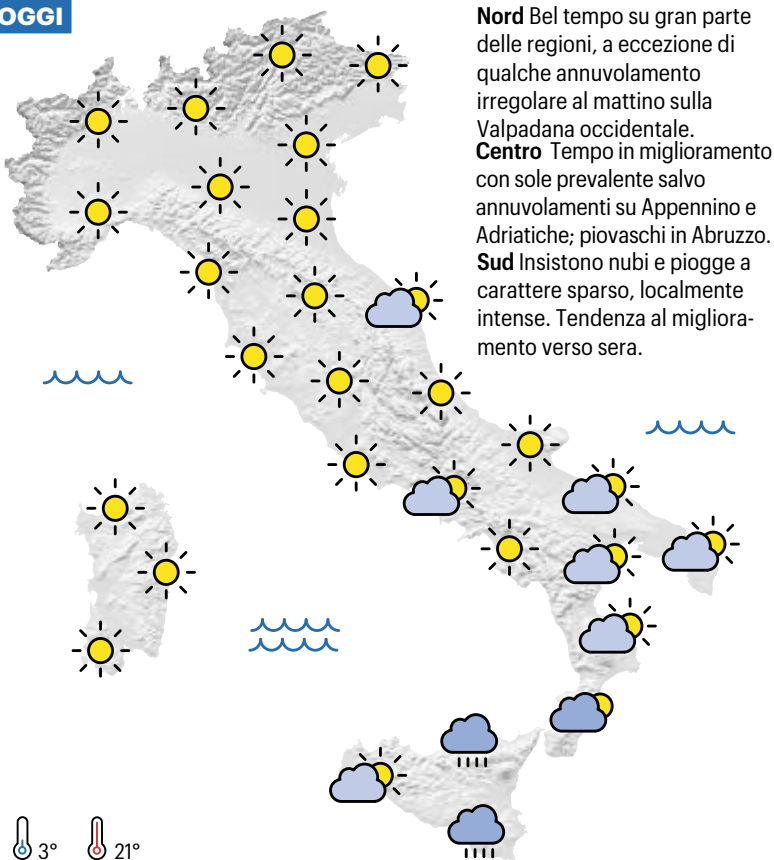 OGGI
Nord Bel tempo su gran parte
delle regioni, a eccezione di
qualche annuvolamento
irregolare al mattino sulla
Valpadana occidentale.
Centro Tempo in miglioramento
con sole prevalente salvo
annuvolamenti su Appennino e
Adriatiche; piovaschi in Abruzzo.
Sud Insistono nubi e piogge a
carattere sparso, localmente
intense. Tendenza al migliora-
mento verso sera.
3° 21°